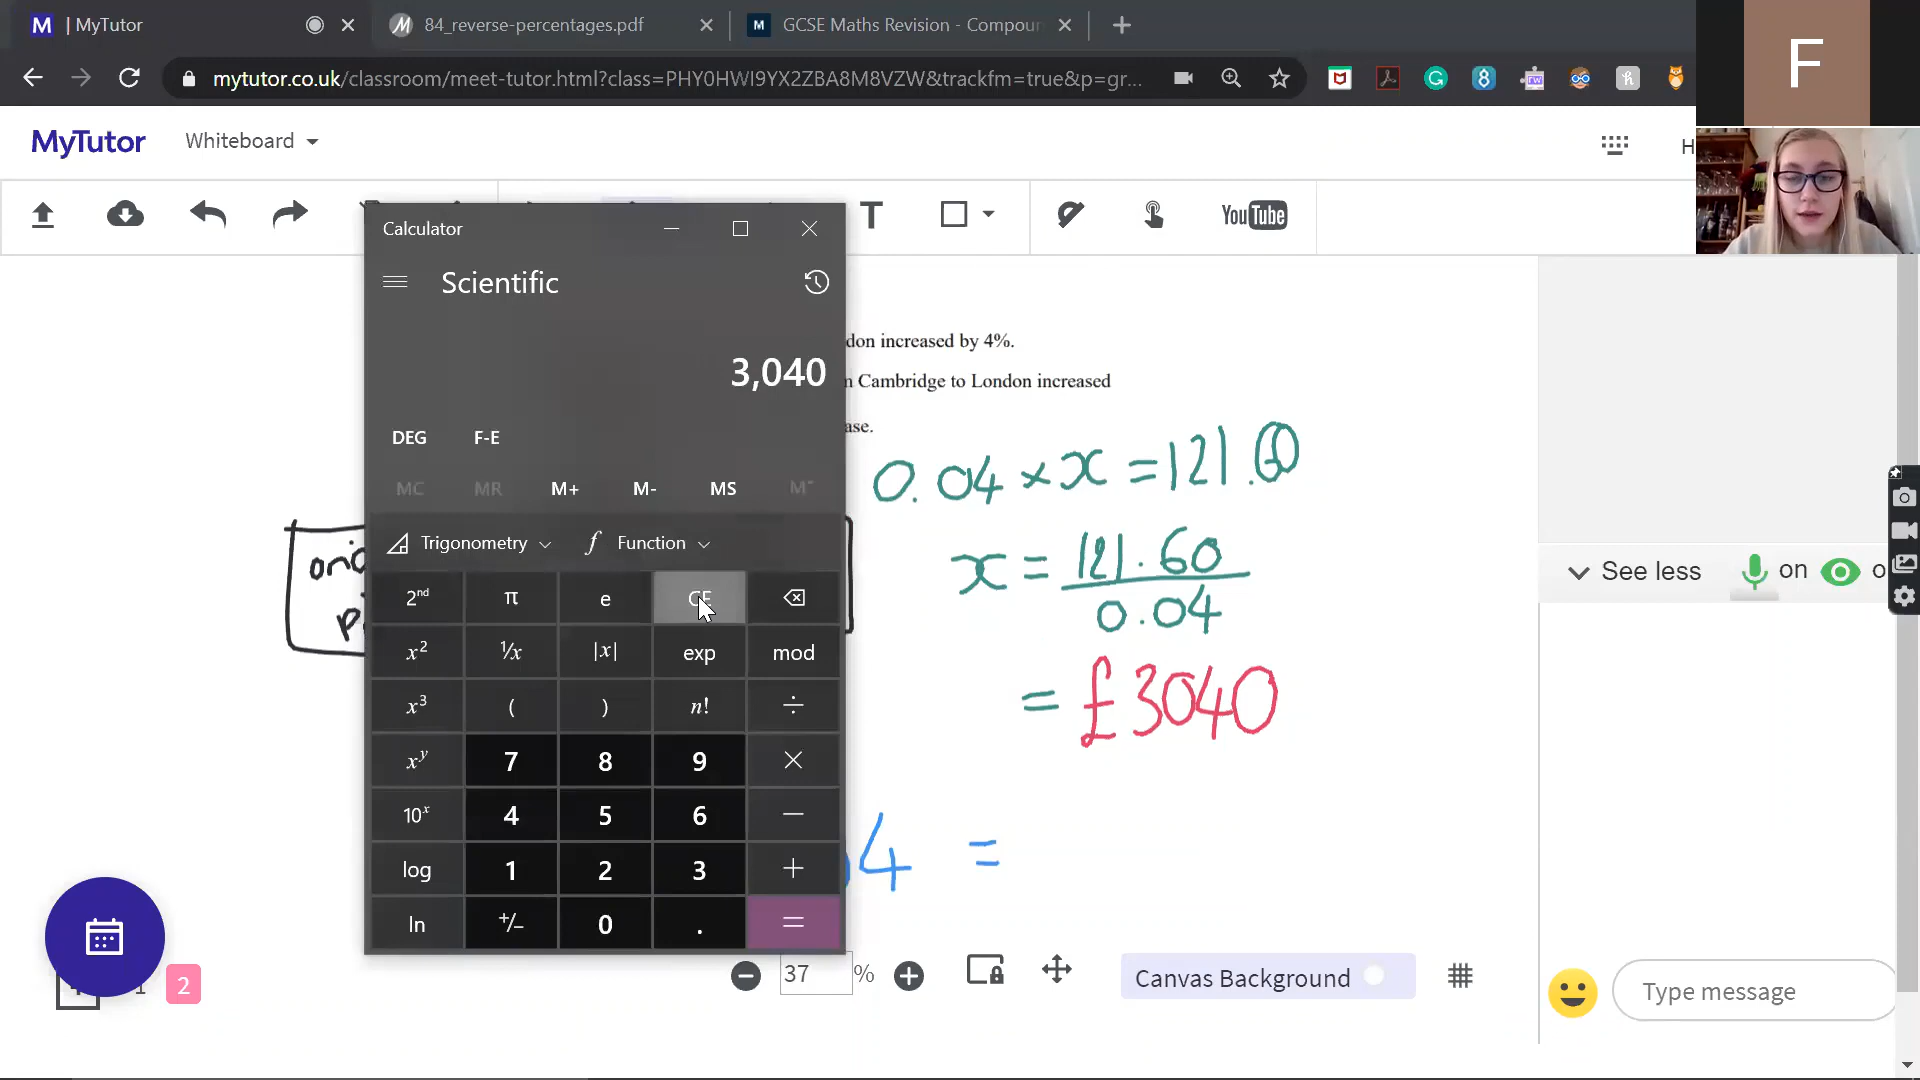 | MyTutor
84_reverse-percentages.pdf
GCSE Maths Revision - Compoun
F
mytutor.co.uk/classroom/meet-tutor.html?class=PHY0HWI9YX2ZBA8M8VZW&trackfm=true&p=gr...
MyTutor
Whiteboard
H
T
YouTube
Calculator
Scientific
3,040
don increased by 4%.
Cambridge to London increased
ase.
DEG F-E
MC MR M+ M- MS M˅
0.04 × x = 121.
Trigonometry
Function
x = 121.60
0.04
= £3040
2nd π e CE
x² ¹/x |x| exp mod
x³ ( ) n! ÷
xʸ 7 8 9 ×
10ˣ 4 5 6 −
log 1 2 3 +
ln +/− 0 . =
4 =
See less
on
2
37 %
Canvas Background
Type message